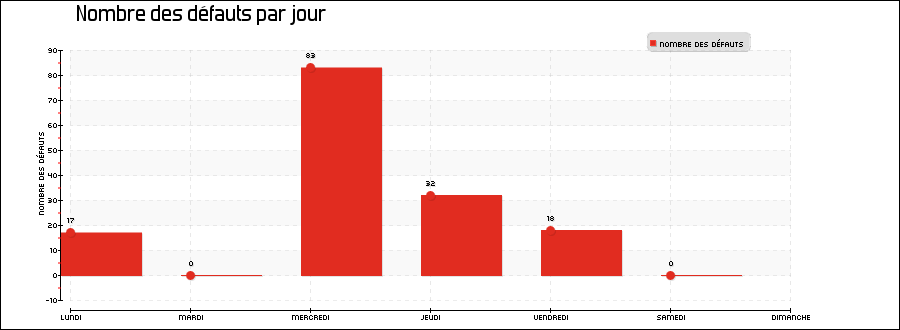 Nombre des défauts par jour
NOMBRE DES DÉFAUTS
90
80
70
60
50
40
30
20
10
0
-10
NOMBRE DES DÉFAUTS
17
0
83
32
18
0
LUNDI
MARDI
MERCREDI
JEUDI
VENDREDI
SAMEDI
DIMANCHE